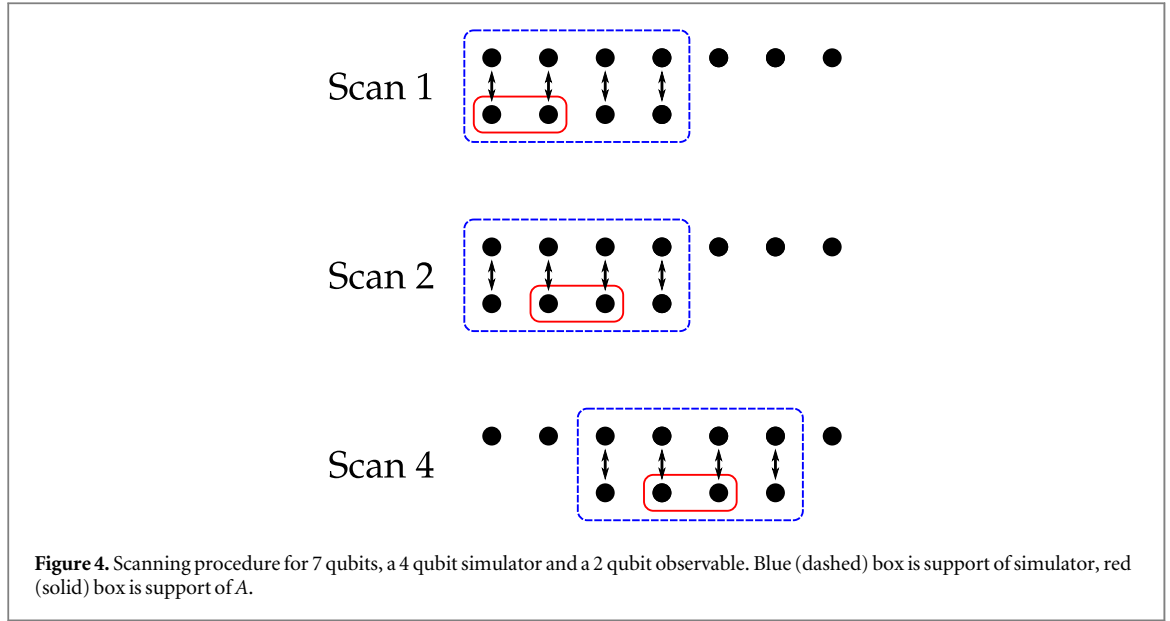 Scan 1
Scan 2
Scan 4
Figure 4. Scanning procedure for 7 qubits, a 4 qubit simulator and a 2 qubit observable. Blue (dashed) box is support of simulator, red
(solid) box is support of A.